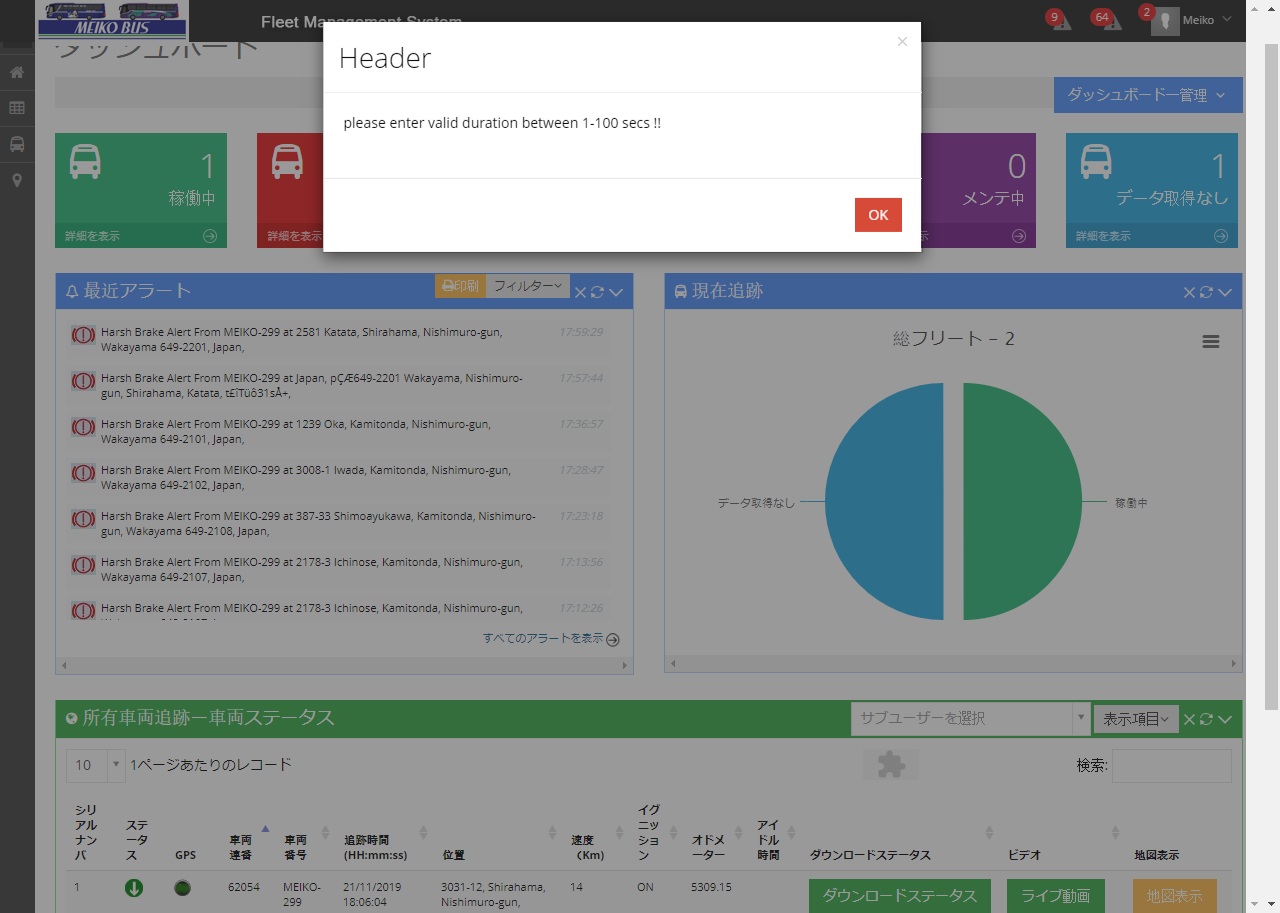 MEIKO BUS
Fleet Management System
9
64
2
Meiko
ダッシュボード
Header
×
please enter valid duration between 1-100 secs !!
OK
ダッシュボードー管理
1
稼働中
詳細を表示
詳細を表示
0
メンテ中
1
データ取得なし
詳細を表示
最近アラート
印刷
フィルター
Harsh Brake Alert From MEIKO-299 at 2581 Katata, Shirahama, Nishimuro-gun,
Wakayama 649-2201, Japan,
17:59:29
Harsh Brake Alert From MEIKO-299 at Japan, pÇÆ649-2201 Wakayama, Nishimuro-
gun, Shirahama, Katata, t£ÎTüô31sÅ+,
17:57:44
Harsh Brake Alert From MEIKO-299 at 1239 Oka, Kamitonda, Nishimuro-gun,
Wakayama 649-2101, Japan,
17:36:57
Harsh Brake Alert From MEIKO-299 at 3008-1 Iwada, Kamitonda, Nishimuro-gun,
Wakayama 649-2102, Japan,
17:28:47
Harsh Brake Alert From MEIKO-299 at 387-33 Shimoayukawa, Kamitonda, Nishimuro-
gun, Wakayama 649-2108, Japan,
17:23:18
Harsh Brake Alert From MEIKO-299 at 2178-3 Ichinose, Kamitonda, Nishimuro-gun,
Wakayama 649-2107, Japan,
17:13:56
Harsh Brake Alert From MEIKO-299 at 2178-3 Ichinose, Kamitonda, Nishimuro-gun,
17:12:26
すべてのアラートを表示
現在追跡
総フリート – 2
データ取得なし
稼働中
所有車両追跡ー車両ステータス
サブユーザーを選択
表示項目
10
1ページあたりのレコード
検索:
シリアルナンバ
ステータス
GPS
車両連番
車両番号
追跡時間 (HH:mm:ss)
位置
速度 (Km)
イグニッション
オドメーター
アイドル時間
ダウンロードステータス
ビデオ
地図表示
1
62054
MEIKO-
299
21/11/2019
18:06:04
3031-12, Shirahama,
Nishimuro-gun,
14
ON
5309.15
ダウンロードステータス
ライブ動画
地図表示